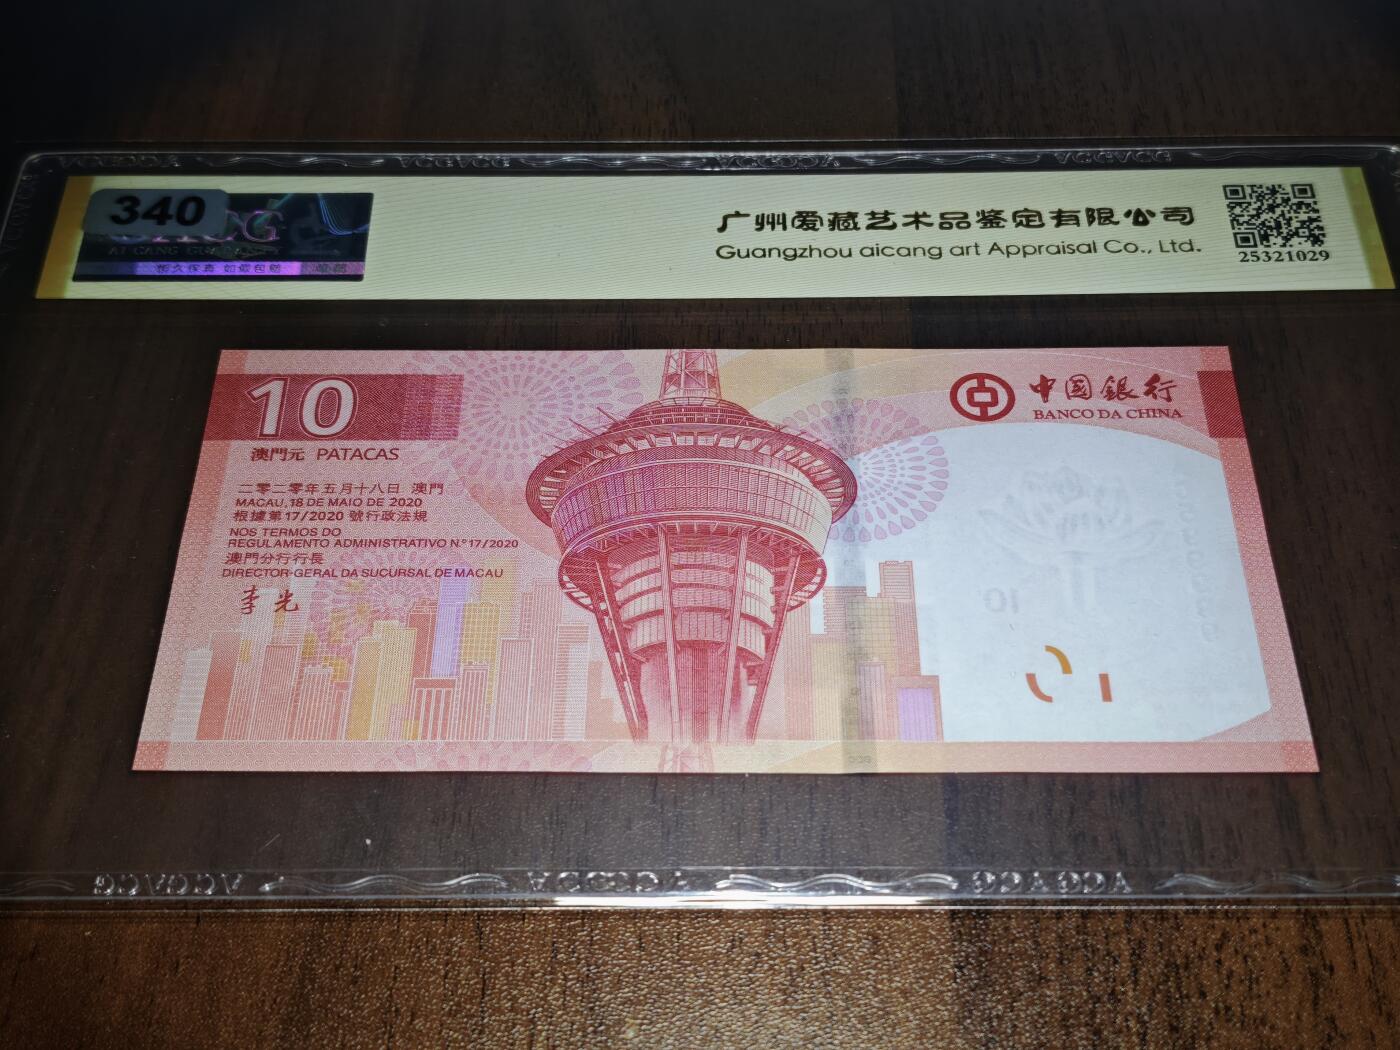 340
广州爱藏艺术品鉴定有限公司
Guangzhou aicang art Appraisal Co., Ltd.
25321029
10
澳門元 PATACAS
中国銀行
BANCO DA CHINA
二零二零年五月十八日 澳門
MACAU, 18 DE MAIO DE 2020
根據第17/2020 號行政法規
NOS TERMOS DO
REGULAMENTO ADMINISTRATIVO N.º 17/2020
澳門分行行長
DIRECTOR-GERAL DA SUCURSAL DE MACAU
李光